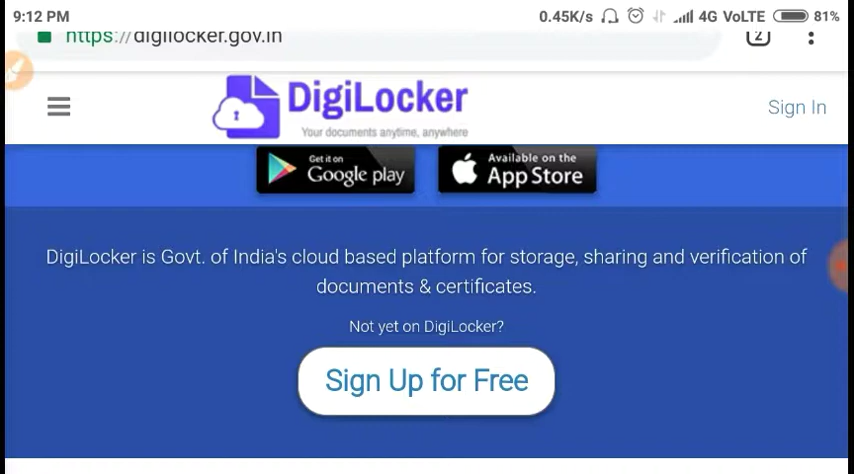 9:12 PM 0.45K/s 4G VoLTE 81%
https://digilocker.gov.in 2
DigiLocker
Your documents anytime, anywhere
Sign In
Get it on
Google play
Available on the
App Store
DigiLocker is Govt. of India's cloud based platform for storage, sharing and verification of
documents & certificates.
Not yet on DigiLocker?
Sign Up for Free